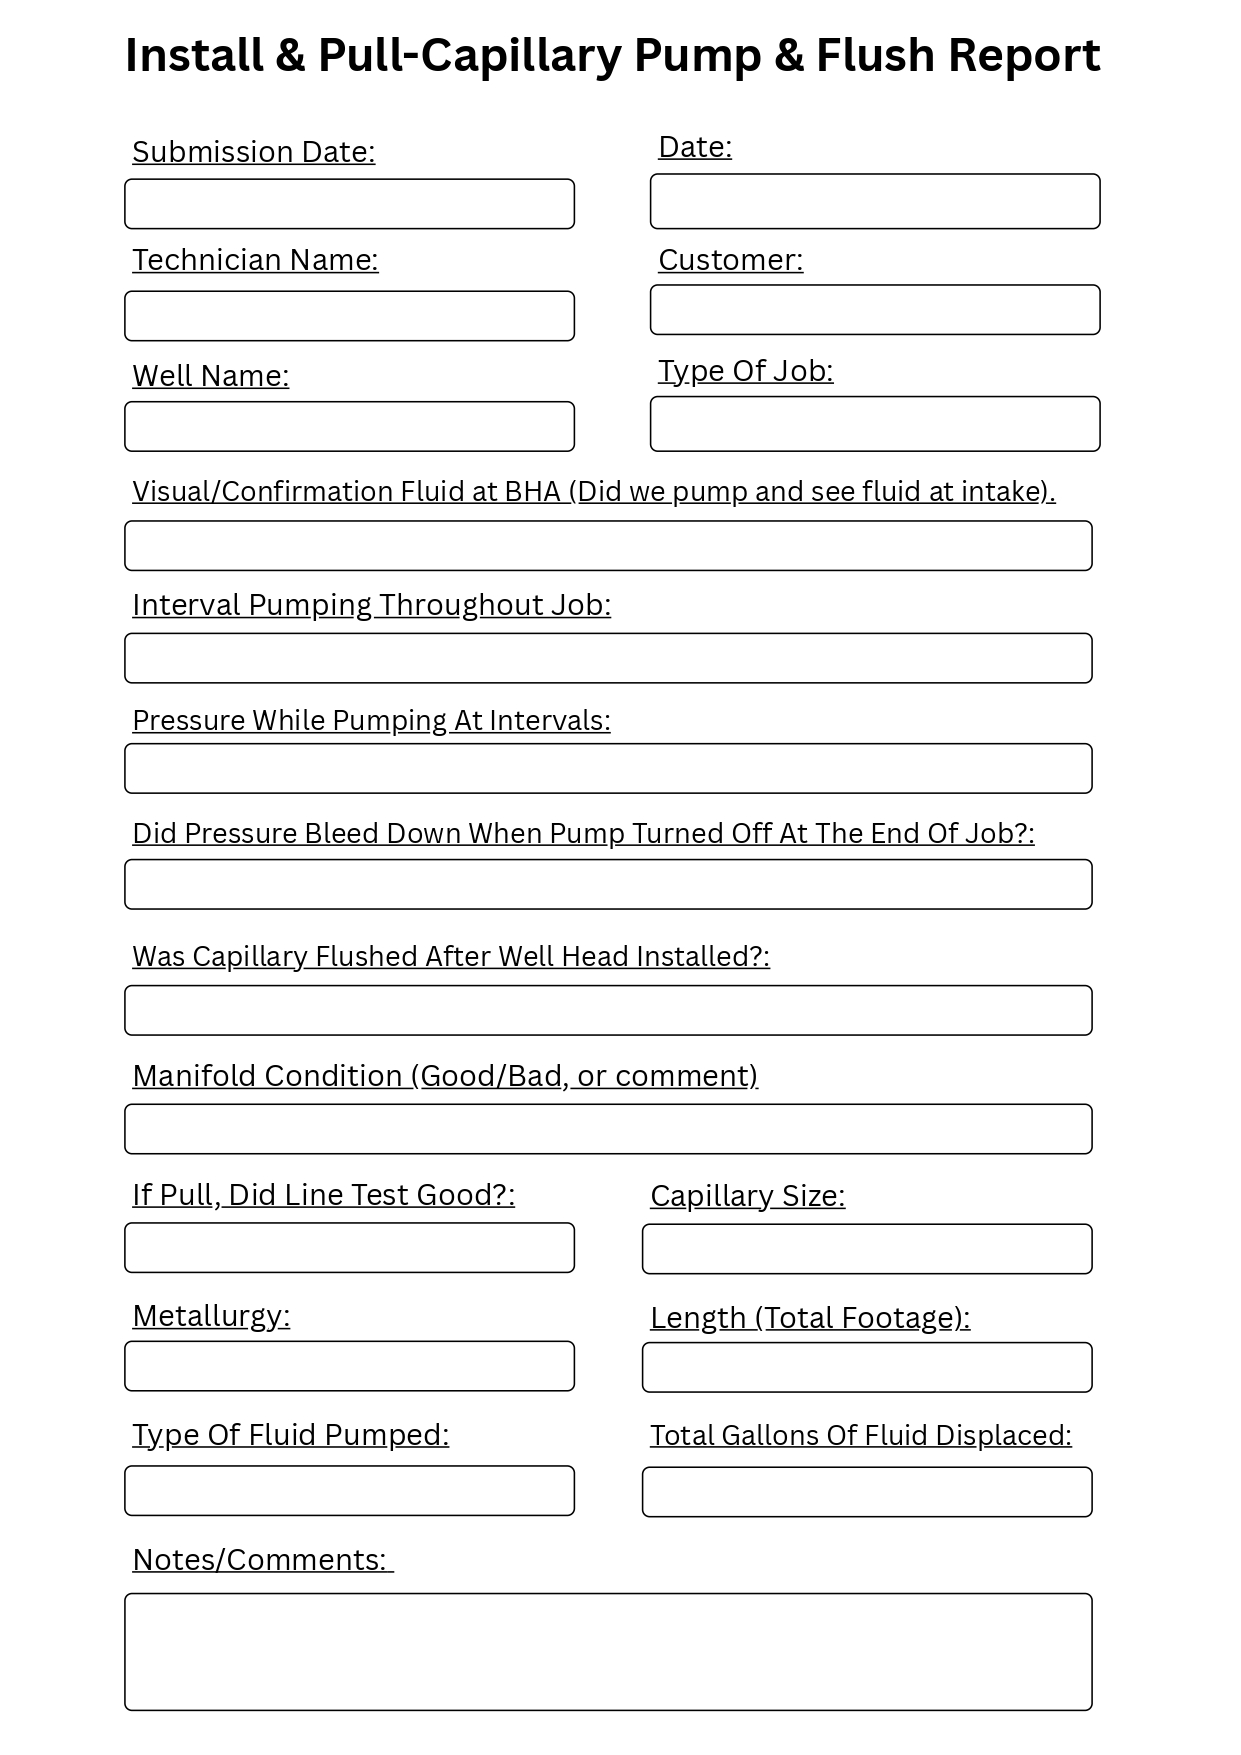 Install & Pull-Capillary Pump & Flush Report
Submission Date:
Date:
Technician Name:
Customer:
Well Name:
Type Of Job:
Visual/Confirmation Fluid at BHA (Did we pump and see fluid at intake).
Interval Pumping Throughout Job:
Pressure While Pumping At Intervals:
Did Pressure Bleed Down When Pump Turned Off At The End Of Job?:
Was Capillary Flushed After Well Head Installed?:
Manifold Condition (Good/Bad, or comment)
If Pull, Did Line Test Good?:
Capillary Size:
Metallurgy:
Length (Total Footage):
Type Of Fluid Pumped:
Total Gallons Of Fluid Displaced:
Notes/Comments: